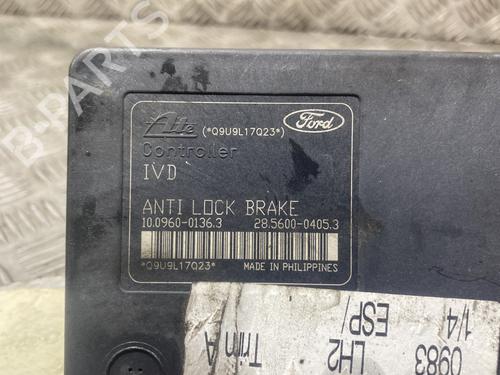 B-PARTS
Ate (*Q9U9L17Q23*) Ford
Controller
IVD
ANTI LOCK BRAKE
10.0960-0136.3 28.5600-0405.3
*Q9U9L17Q23* MADE IN PHILIPPINES
0983
LH2
Trim A
1/4
ESP/